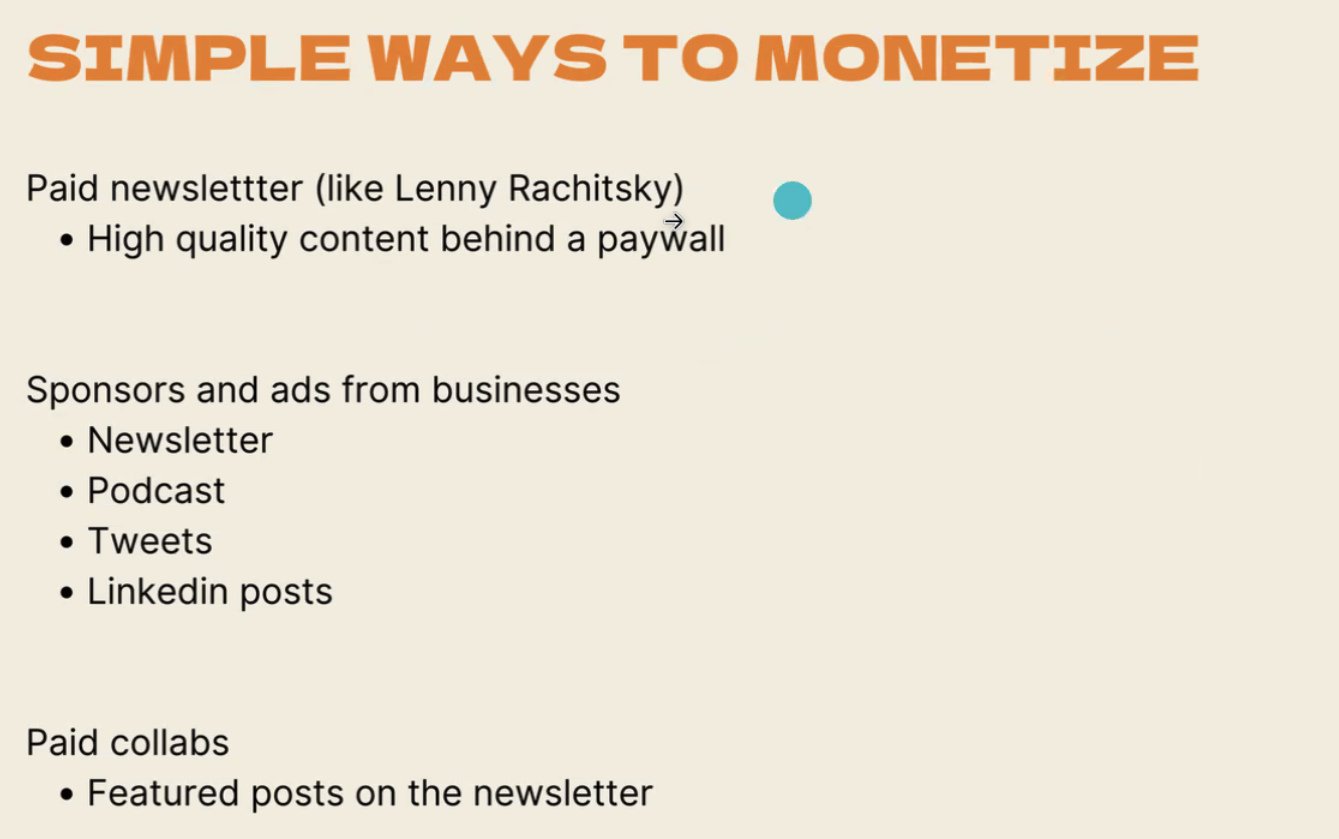 SIMPLE WAYS TO MONETIZE
Paid newslettter (like Lenny Rachitsky)
• High quality content behind a paywall
Sponsors and ads from businesses
• Newsletter
• Podcast
• Tweets
• Linkedin posts
Paid collabs
• Featured posts on the newsletter